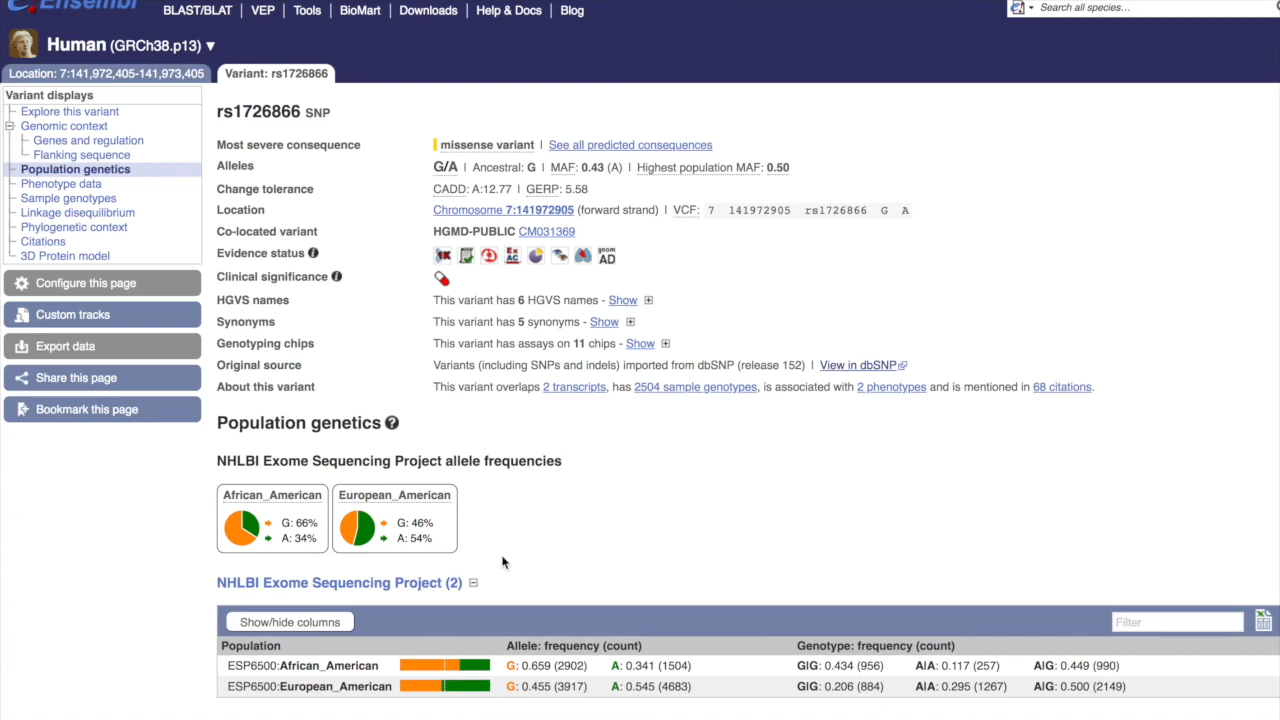 Ensembl
BLAST/BLAT | VEP | Tools | BioMart | Downloads | Help & Docs | Blog
Search all species...
Human (GRCh38.p13) ▼
Location: 7:141,972,405-141,973,405
Variant: rs1726866
Variant displays
Explore this variant
Genomic context
Genes and regulation
Flanking sequence
Population genetics
Phenotype data
Sample genotypes
Linkage disequilibrium
Phylogenetic context
Citations
3D Protein model
Configure this page
Custom tracks
Export data
Share this page
Bookmark this page
rs1726866 SNP
Most severe consequence missense variant | See all predicted consequences
Alleles G/A | Ancestral: G | MAF: 0.43 (A) | Highest population MAF: 0.50
Change tolerance CADD: A:12.77 | GERP: 5.58
Location Chromosome 7:141972905 (forward strand) | VCF: 7 141972905 rs1726866 G A
Co-located variant HGMD-PUBLIC CM031369
Evidence status i 1K Ex AC gnom AD
Clinical significance i
HGVS names This variant has 6 HGVS names - Show
Synonyms This variant has 5 synonyms - Show
Genotyping chips This variant has assays on 11 chips - Show
Original source Variants (including SNPs and indels) imported from dbSNP (release 152) | View in dbSNP
About this variant This variant overlaps 2 transcripts, has 2504 sample genotypes, is associated with 2 phenotypes and is mentioned in 68 citations.
Population genetics ?
NHLBI Exome Sequencing Project allele frequencies
African_American
G: 66%
A: 34%
European_American
G: 46%
A: 54%
NHLBI Exome Sequencing Project (2)
Show/hide columns
Filter
Population Allele: frequency (count) Genotype: frequency (count)
ESP6500:African_American G: 0.659 (2902) A: 0.341 (1504) G|G: 0.434 (956) A|A: 0.117 (257) A|G: 0.449 (990)
ESP6500:European_American G: 0.455 (3917) A: 0.545 (4683) G|G: 0.206 (884) A|A: 0.295 (1267) A|G: 0.500 (2149)